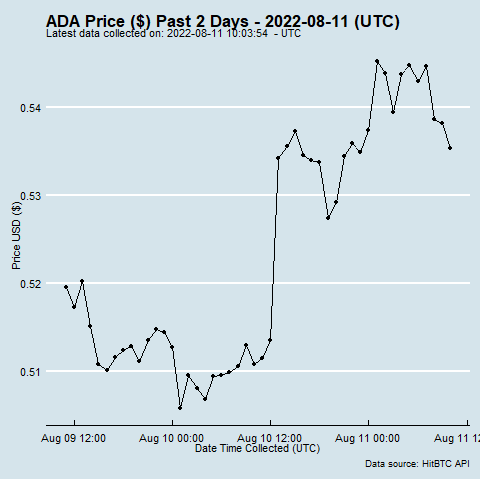 ADA Price ($) Past 2 Days - 2022-08-11 (UTC)
Latest data collected on: 2022-08-11 10:03:54 - UTC
0.54
0.53
0.52
0.51
Price USD ($)
Aug 09 12:00 Aug 10 00:00 Aug 10 12:00 Aug 11 00:00 Aug 11 12
Date Time Collected (UTC)
Data source: HitBTC API